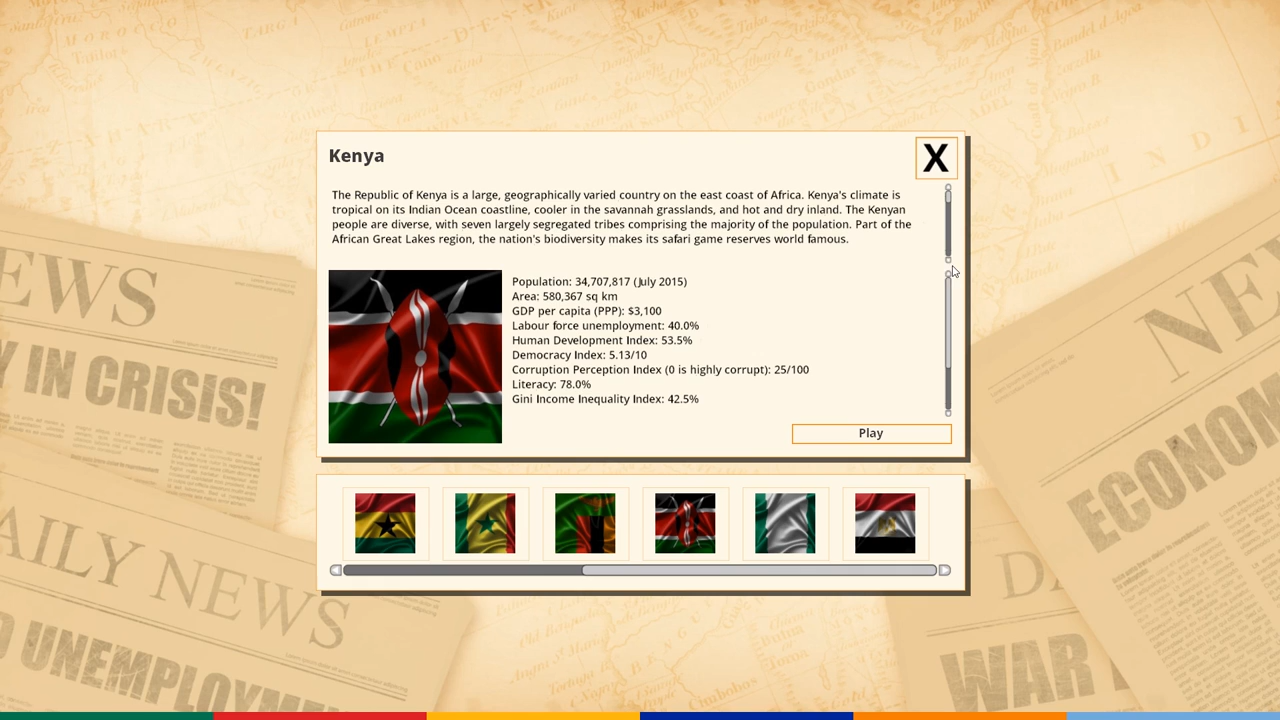 Kenya
X
The Republic of Kenya is a large, geographically varied country on the east coast of Africa. Kenya's climate is
tropical on its Indian Ocean coastline, cooler in the savannah grasslands, and hot and dry inland. The Kenyan
people are diverse, with seven largely segregated tribes comprising the majority of the population. Part of the
African Great Lakes region, the nation's biodiversity makes its safari game reserves world famous.
Population: 34,707,817 (July 2015)
Area: 580,367 sq km
GDP per capita (PPP): $3,100
Labour force unemployment: 40.0%
Human Development Index: 53.5%
Democracy Index: 5.13/10
Corruption Perception Index (0 is highly corrupt): 25/100
Literacy: 78.0%
Gini Income Inequality Index: 42.5%
Play
EWS
Y IN CRISIS!
AILY NEWS
UNEMPLOYM
NE
ECONOM
DA
WAR